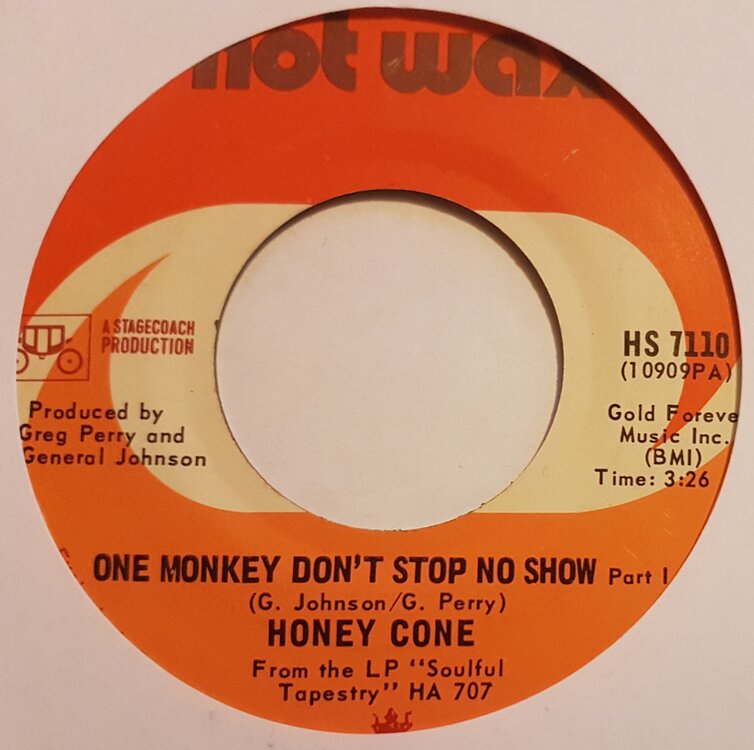 hot wax
A STAGECOACH
PRODUCTION
Produced by
Greg Perry and
General Johnson
HS 7110
(10909PA)
Gold Foreve
Music Inc.
(BMI)
Time: 3:26
ONE MONKEY DON'T STOP NO SHOW Part I
(G. Johnson/G. Perry)
HONEY CONE
From the LP "Soulful
Tapestry" HA 707